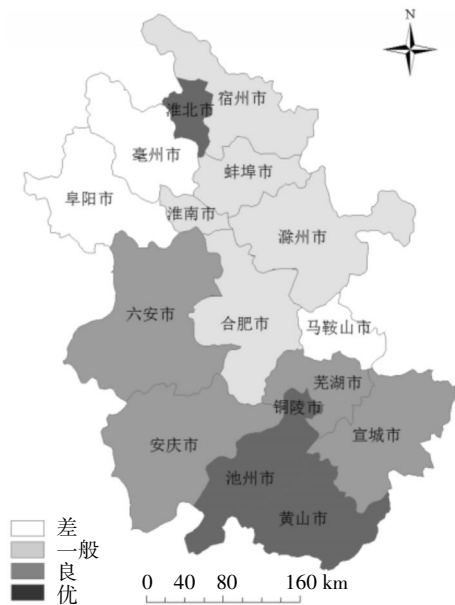 N
宿州市
淮北市
亳州市
蚌埠市
阜阳市
淮南市
滁州市
六安市
合肥市
马鞍山市
芜湖市
铜陵市
宣城市
安庆市
池州市
黄山市
差
一般
良
优
0 40 80 160 km